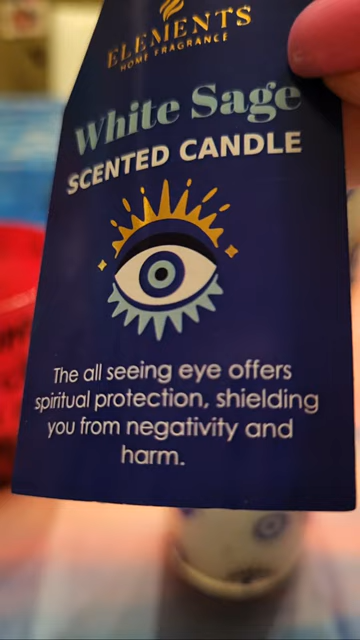 ELEMENTS
HOME FRAGRANCE
White Sage
SCENTED CANDLE
The all seeing eye offers
spiritual protection, shielding
you from negativity and
harm.